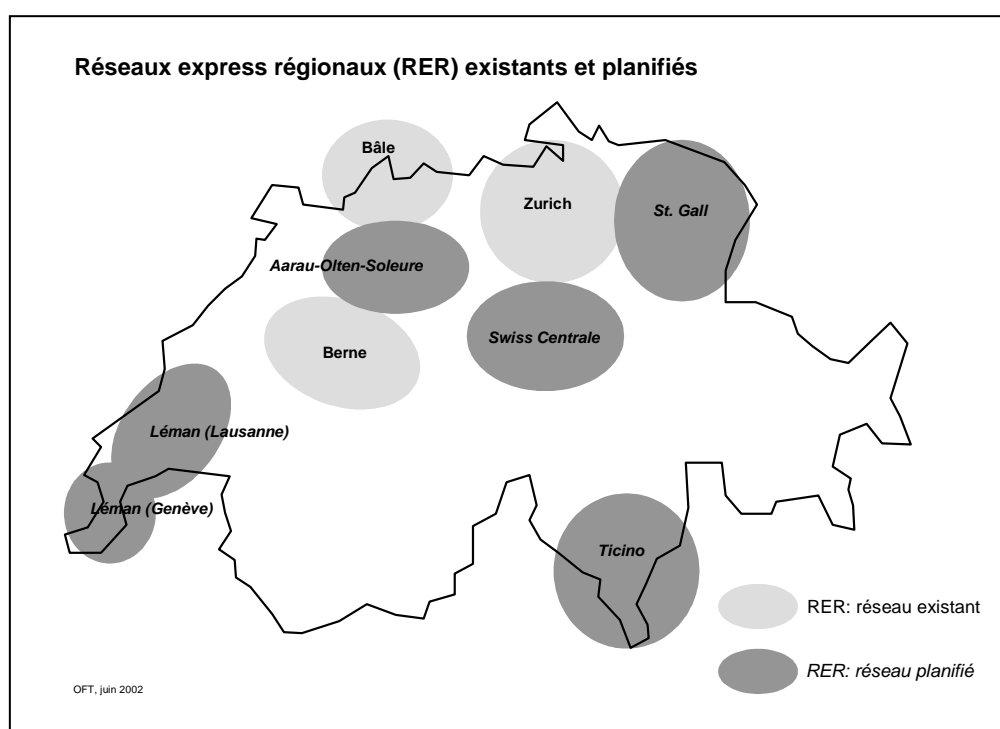 Réseaux express régionaux (RER) existants et planifiés
Bâle
Zurich
St. Gall
Aarau-Olten-Soleure
Swiss Centrale
Berne
Léman (Lausanne)
Léman (Genève)
Ticino
RER: réseau existant
RER: réseau planifié
OFT, juin 2002